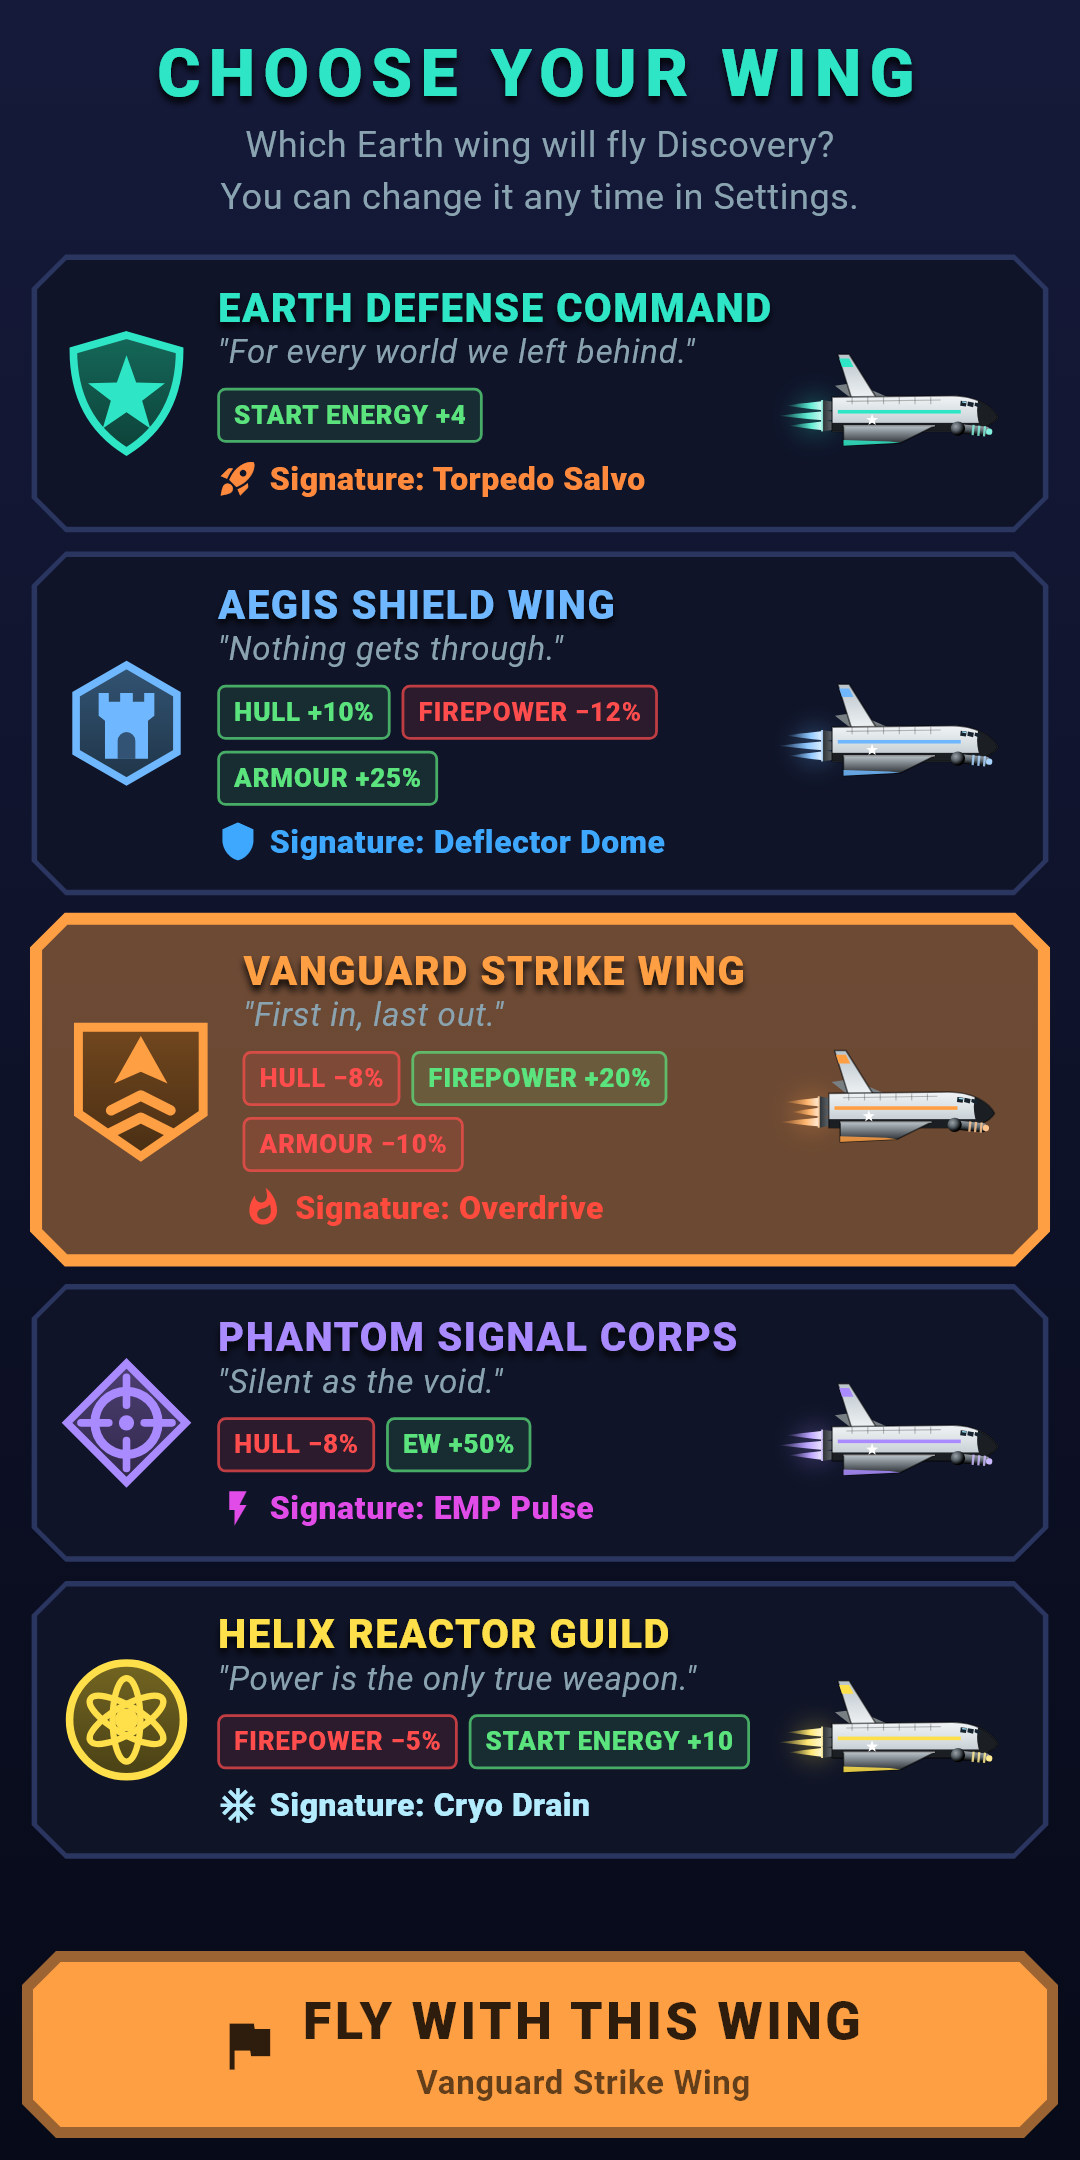 CHOOSE YOUR WING
Which Earth wing will fly Discovery?
You can change it any time in Settings.
EARTH DEFENSE COMMAND
"For every world we left behind."
START ENERGY +4
Signature: Torpedo Salvo
AEGIS SHIELD WING
"Nothing gets through."
HULL +10% FIREPOWER −12%
ARMOUR +25%
Signature: Deflector Dome
VANGUARD STRIKE WING
"First in, last out."
HULL −8% FIREPOWER +20%
ARMOUR −10%
Signature: Overdrive
PHANTOM SIGNAL CORPS
"Silent as the void."
HULL −8% EW +50%
Signature: EMP Pulse
HELIX REACTOR GUILD
"Power is the only true weapon."
FIREPOWER −5% START ENERGY +10
Signature: Cryo Drain
FLY WITH THIS WING
Vanguard Strike Wing